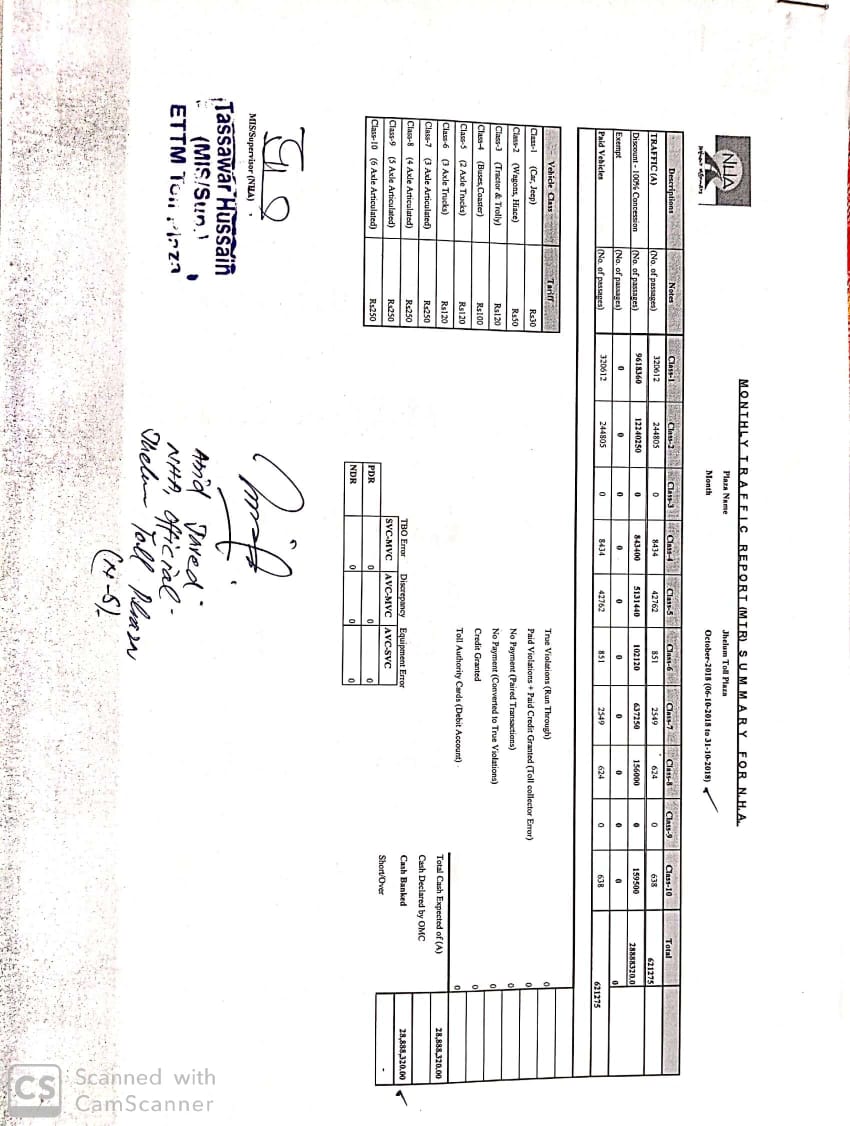 NHA
MONTHLY TRAFFIC REPORT (MTR) SUMMARY FOR N.H.A.
Plaza Name Jhelum Toll Plaza
Month October-2018 (06-10-2018 to 31-10-2018)
Descriptions Notes Class-1 Class-2 Class-3 Class-4 Class-5 Class-6 Class-7 Class-8 Class-9 Class-10 Total
TRAFFIC (A) (No. of passages) 320612 244805 0 8434 42762 851 2549 624 0 638 621275
Discount - 100% Concession (No. of passages) 9618360 12240250 0 843400 5131440 102120 637250 156000 0 159500 28888320.0
Exempt (No. of passages) 0 0 0 0 0 0 0 0 0 0 0
Paid Vehicles (No. of passages) 320612 244805 0 8434 42762 851 2549 624 0 638 621275
Vehicle Class Tariff
Class-1 (Car, Jeep) Rs30
Class-2 (Wagons, Hiace) Rs50
Class-3 (Tractor & Trolly) Rs120
Class-4 (Buses,Coaster) Rs100
Class-5 (2 Axle Trucks) Rs120
Class-6 (3 Axle Trucks) Rs120
Class-7 (3 Axle Articulated) Rs250
Class-8 (4 Axle Articulated) Rs250
Class-9 (5 Axle Articulated) Rs250
Class-10 (6 Axle Articulated) Rs250
True Violations (Run Through) 0
Paid Violations + Paid Credit Granted (Toll collector Error) 0
No Payment (Paired Transactions) 0
No Payment (Converted to True Violations) 0
Credit Granted 0
Toll Authority Cards (Debit Account) 0
Total Cash Expected of (A) 28,888,320.00
Cash Declared by OMC
Cash Banked 28,888,320.00
Short/Over -
TBO Error Discrepancy Equipment Error
SVC-MVC AVC-MVC AVC-SVC
PDR 0 0 0
NDR 0 0 0
MIS/Supervisor (NHA)
Tassawar Hussain
(MIS/Sup.)
ETTM Toll Plaza
Abid Javed.
NHA, Official-
Jhelum Toll Plaza
(N-5).
CS Scanned with
CamScanner